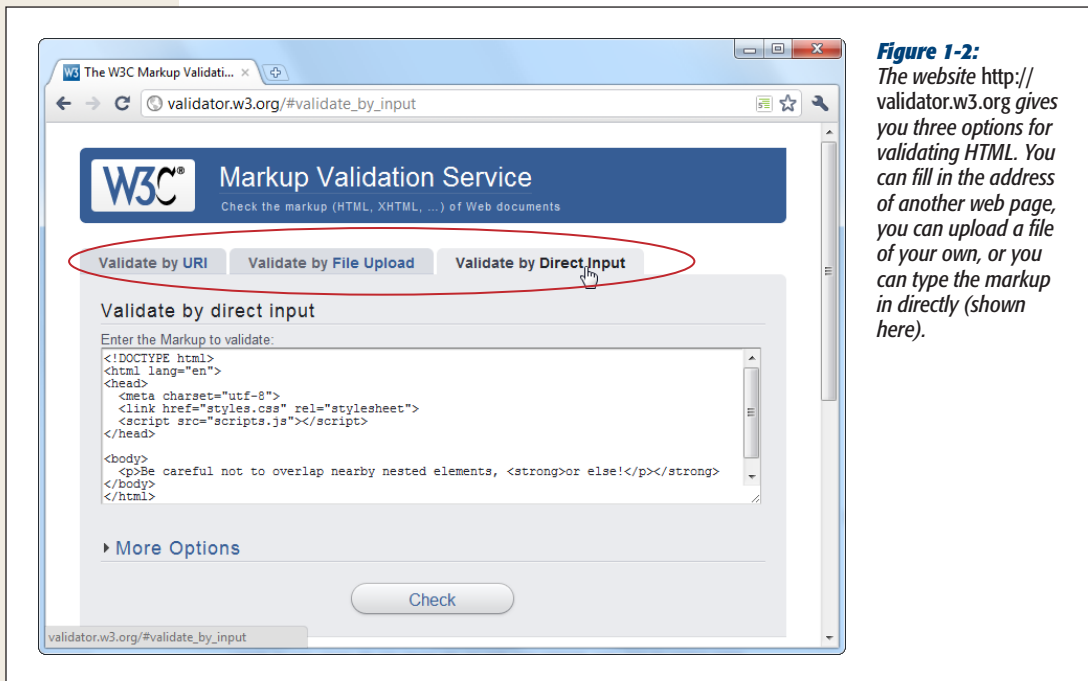 The W3C Markup Validati...
validator.w3.org/#validate_by_input
W3C®
Markup Validation Service
Check the markup (HTML, XHTML, ...) of Web documents
Validate by URI
Validate by File Upload
Validate by Direct Input
Validate by direct input
Enter the Markup to validate:
<!DOCTYPE html>
<html lang="en">
<head>
  <meta charset="utf-8">
  <link href="styles.css" rel="stylesheet">
  <script src="scripts.js"></script>
</head>
<body>
  <p>Be careful not to overlap nearby nested elements, <strong>or else!</p></strong>
</body>
</html>
More Options
Check
validator.w3.org/#validate_by_input
Figure 1-2:
The website http://
validator.w3.org gives
you three options for
validating HTML. You
can fill in the address
of another web page,
you can upload a file
of your own, or you
can type the markup
in directly (shown
here).